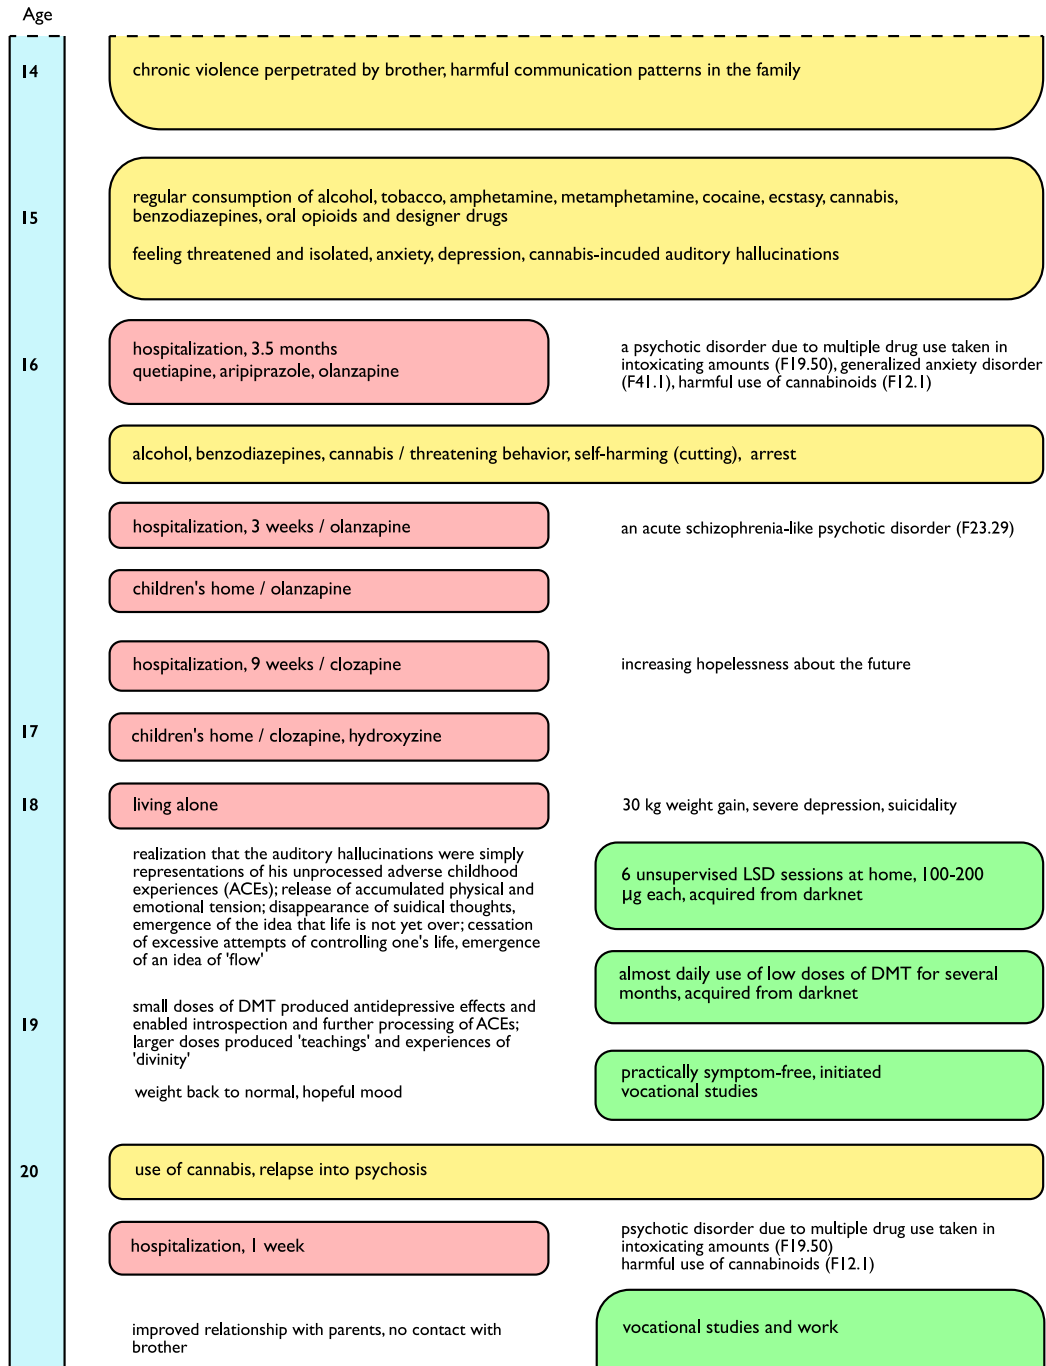 Age
14
chronic violence perpetrated by brother, harmful communication patterns in the family
15
regular consumption of alcohol, tobacco, amphetamine, metamphetamine, cocaine, ecstasy, cannabis,
benzodiazepines, oral opioids and designer drugs
feeling threatened and isolated, anxiety, depression, cannabis-incuded auditory hallucinations
16
hospitalization, 3.5 months
quetiapine, aripiprazole, olanzapine
a psychotic disorder due to multiple drug use taken in
intoxicating amounts (F19.50), generalized anxiety disorder
(F41.1), harmful use of cannabinoids (F12.1)
alcohol, benzodiazepines, cannabis / threatening behavior, self-harming (cutting), arrest
hospitalization, 3 weeks / olanzapine
an acute schizophrenia-like psychotic disorder (F23.29)
children's home / olanzapine
hospitalization, 9 weeks / clozapine
increasing hopelessness about the future
17
children's home / clozapine, hydroxyzine
18
living alone
30 kg weight gain, severe depression, suicidality
realization that the auditory hallucinations were simply
representations of his unprocessed adverse childhood
experiences (ACEs); release of accumulated physical and
emotional tension; disappearance of suidical thoughts,
emergence of the idea that life is not yet over; cessation
of excessive attempts of controlling one's life, emergence
of an idea of 'flow'
6 unsupervised LSD sessions at home, 100-200
µg each, acquired from darknet
almost daily use of low doses of DMT for several
months, acquired from darknet
19
small doses of DMT produced antidepressive effects and
enabled introspection and further processing of ACEs;
larger doses produced 'teachings' and experiences of
'divinity'
weight back to normal, hopeful mood
practically symptom-free, initiated
vocational studies
20
use of cannabis, relapse into psychosis
hospitalization, 1 week
psychotic disorder due to multiple drug use taken in
intoxicating amounts (F19.50)
harmful use of cannabinoids (F12.1)
improved relationship with parents, no contact with
brother
vocational studies and work